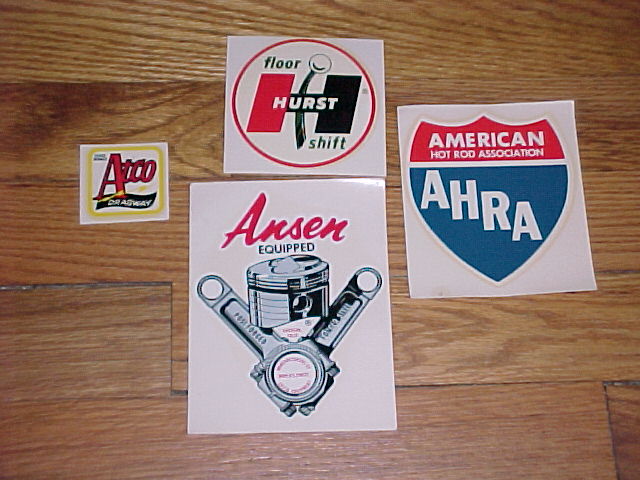 floor
HURST
shift
AMERICAN
HOT ROD ASSOCIATION
AHRA
Atco
DRAGWAY
Ansen
EQUIPPED